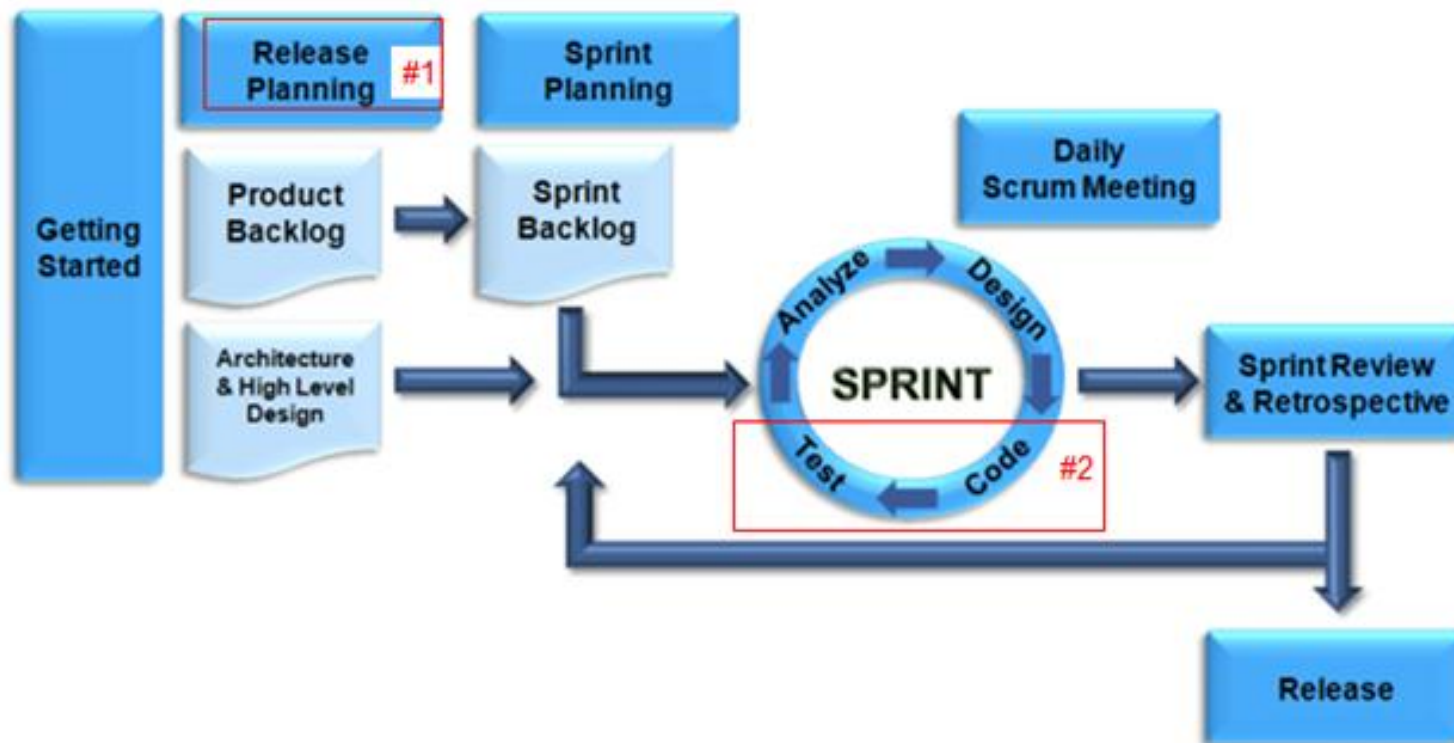 Getting
Started
Release
Planning
#1
Sprint
Planning
Product
Backlog
Sprint
Backlog
Architecture
& High Level
Design
Daily
Scrum Meeting
Analyze
Design
Code
Test
SPRINT
#2
Sprint Review
& Retrospective
Release